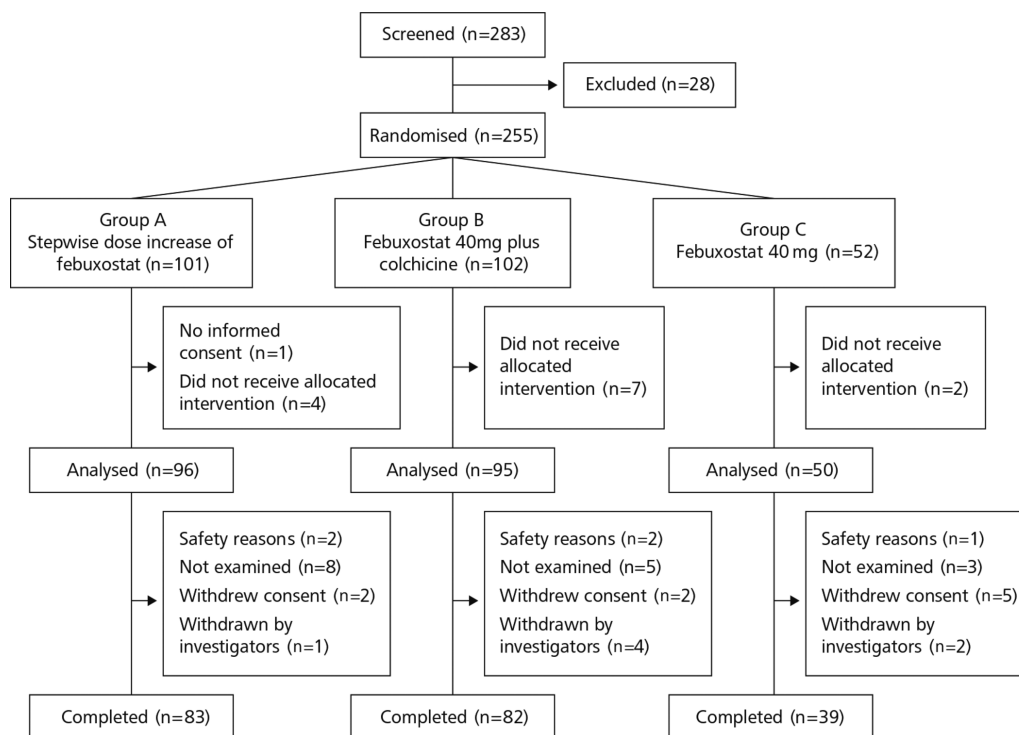 Screened (n=283)
Excluded (n=28)
Randomised (n=255)
Group A
Stepwise dose increase of
febuxostat (n=101)
Group B
Febuxostat 40mg plus
colchicine (n=102)
Group C
Febuxostat 40 mg (n=52)
No informed
consent (n=1)
Did not receive allocated
intervention (n=4)
Did not receive
allocated
intervention (n=7)
Did not receive
allocated
intervention (n=2)
Analysed (n=96)
Analysed (n=95)
Analysed (n=50)
Safety reasons (n=2)
Not examined (n=8)
Withdrew consent (n=2)
Withdrawn by
investigators (n=1)
Safety reasons (n=2)
Not examined (n=5)
Withdrew consent (n=2)
Withdrawn by
investigators (n=4)
Safety reasons (n=1)
Not examined (n=3)
Withdrew consent (n=5)
Withdrawn by
investigators (n=2)
Completed (n=83)
Completed (n=82)
Completed (n=39)